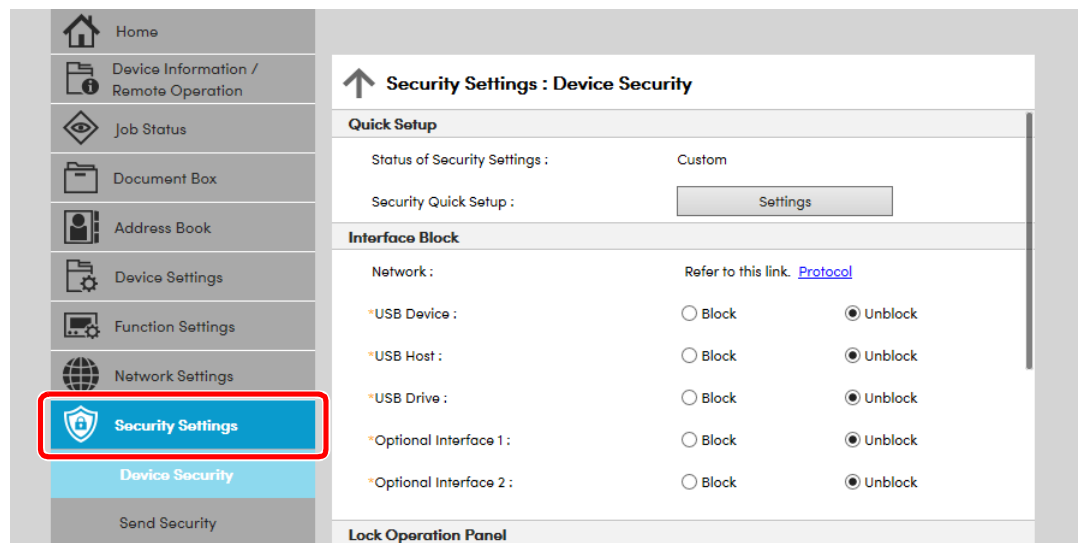 Home
Device Information /
Remote Operation
Job Status
Document Box
Address Book
Device Settings
Function Settings
Network Settings
Security Settings
Device Security
Send Security
Security Settings : Device Security
Quick Setup
Status of Security Settings : Custom
Security Quick Setup : Settings
Interface Block
Network : Refer to this link. Protocol
*USB Device : Block Unblock
*USB Host : Block Unblock
*USB Drive : Block Unblock
*Optional Interface 1 : Block Unblock
*Optional Interface 2 : Block Unblock
Lock Operation Panel